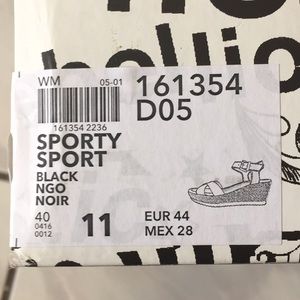 WM
05-01
161354 2236
161354
D05
SPORTY
SPORT
BLACK
NGO
NOIR
40
0416
0012
11
EUR 44
MEX 28